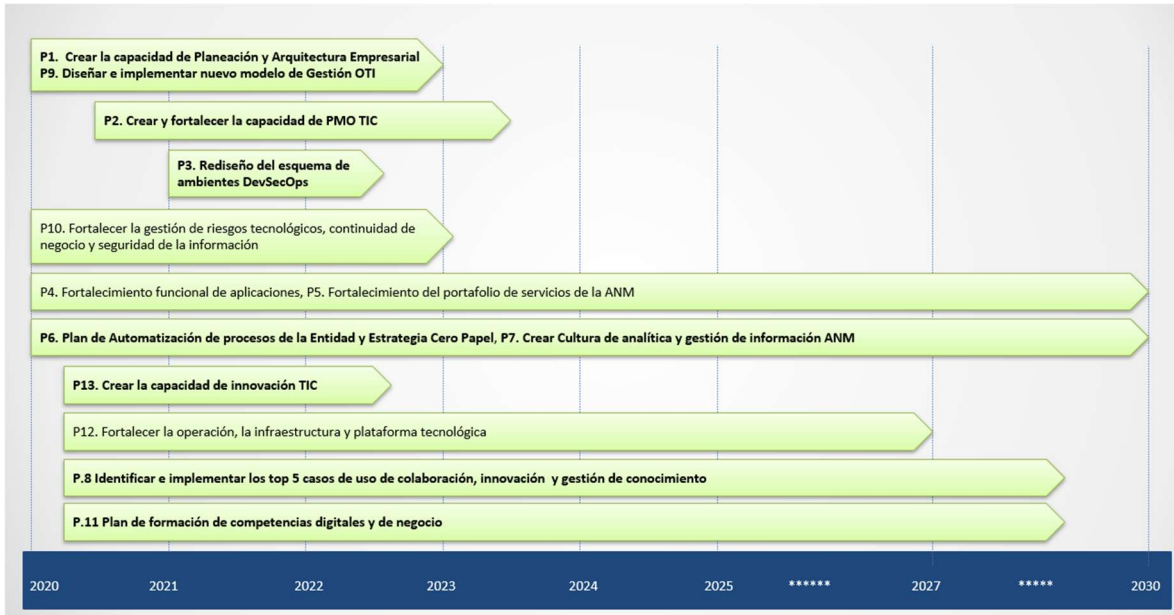 P1. Crear la capacidad de Planeación y Arquitectura Empresarial
P9. Diseñar e implementar nuevo modelo de Gestión OTI
P2. Crear y fortalecer la capacidad de PMO TIC
P3. Rediseño del esquema de
ambientes DevSecOps
P10. Fortalecer la gestión de riesgos tecnológicos, continuidad de
negocio y seguridad de la información
P4. Fortalecimiento funcional de aplicaciones, P5. Fortalecimiento del portafolio de servicios de la ANM
P6. Plan de Automatización de procesos de la Entidad y Estrategia Cero Papel, P7. Crear Cultura de analítica y gestión de información ANM
P13. Crear la capacidad de innovación TIC
P12. Fortalecer la operación, la infraestructura y plataforma tecnológica
P.8 Identificar e implementar los top 5 casos de uso de colaboración, innovación y gestión de conocimiento
P.11 Plan de formación de competencias digitales y de negocio
2020 2021 2022 2023 2024 2025 ****** 2027 ***** 2030